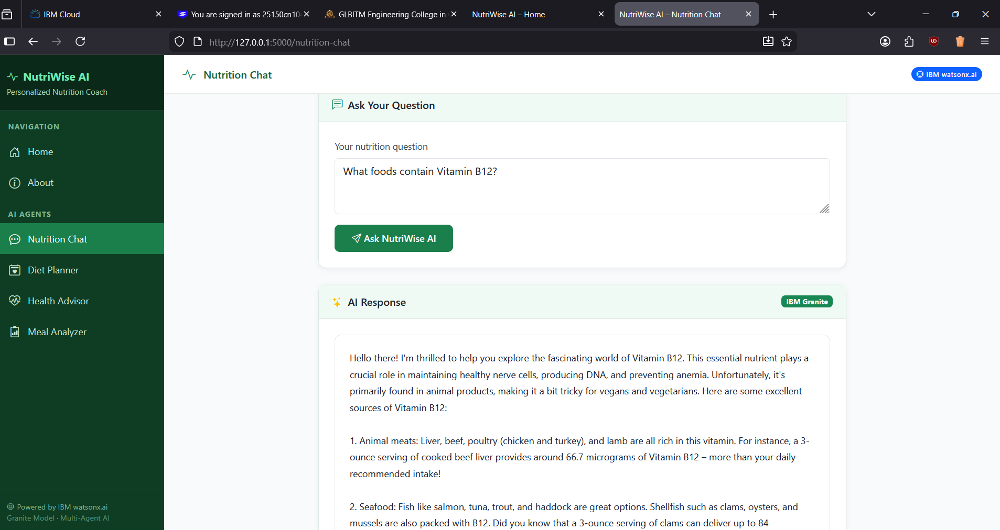 IBM Cloud
You are signed in as 25150cn10
GLBITM Engineering College in
NutriWise AI – Home
NutriWise AI – Nutrition Chat
http://127.0.0.1:5000/nutrition-chat
NutriWise AI
Personalized Nutrition Coach
NAVIGATION
Home
About
AI AGENTS
Nutrition Chat
Diet Planner
Health Advisor
Meal Analyzer
Powered by IBM watsonx.ai
Granite Model · Multi-Agent AI
Nutrition Chat
IBM watsonx.ai
Ask Your Question
Your nutrition question
What foods contain Vitamin B12?
Ask NutriWise AI
AI Response
IBM Granite
Hello there! I'm thrilled to help you explore the fascinating world of Vitamin B12. This essential nutrient plays a
crucial role in maintaining healthy nerve cells, producing DNA, and preventing anemia. Unfortunately, it's
primarily found in animal products, making it a bit tricky for vegans and vegetarians. Here are some excellent
sources of Vitamin B12:
1. Animal meats: Liver, beef, poultry (chicken and turkey), and lamb are all rich in this vitamin. For instance, a 3-
ounce serving of cooked beef liver provides around 66.7 micrograms of Vitamin B12 – more than your daily
recommended intake!
2. Seafood: Fish like salmon, tuna, trout, and haddock are great options. Shellfish such as clams, oysters, and
mussels are also packed with B12. Did you know that a 3-ounce serving of clams can deliver up to 84